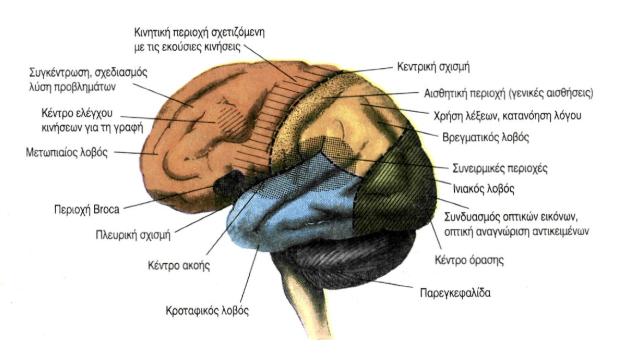 Κινητική περιοχή σχετιζόμενη
με τις εκούσιες κινήσεις
Συγκέντρωση, σχεδιασμός
λύση προβλημάτων
Κέντρο ελέγχου
κινήσεων για τη γραφή
Μετωπιαίος λοβός
Περιοχή Broca
Πλευρική σχισμή
Κέντρο ακοής
Κροταφικός λοβός
Κεντρική σχισμή
Αισθητική περιοχή (γενικές αισθήσεις)
Χρήση λέξεων, κατανόηση λόγου
Βρεγματικός λοβός
Συνειρμικές περιοχές
Ινιακός λοβός
Συνδυασμός οπτικών εικόνων,
οπτική αναγνώριση αντικειμένων
Κέντρο όρασης
Παρεγκεφαλίδα